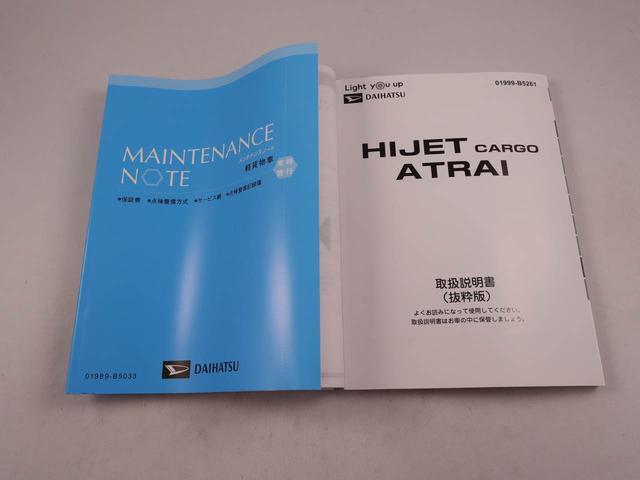 MAINTENANCE
メンテナンスノート
NOTE
軽貨物車
携行
●保証書 ●点検整備方式 ●サービス網 ●点検整備記録簿
DAIHATSU
01989-B5033
Light you up
01999-B5261
DAIHATSU
HIJET CARGO
ATRAI
取扱説明書
(抜粋版)
よくお読みになって使用してください。
取扱説明書はお車の中に保管しましょう。